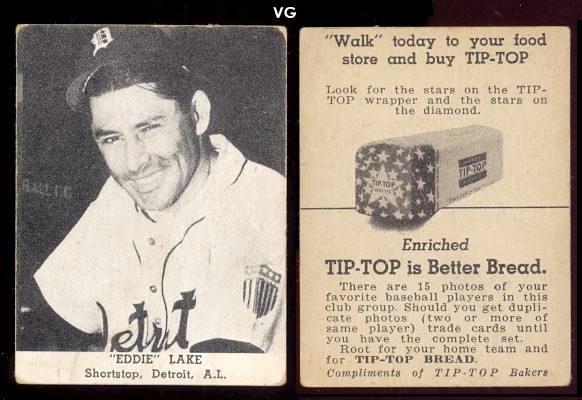 VG
D
BALL CO
Detroit
"EDDIE" LAKE
Shortstop, Detroit, A.L.
"Walk" today to your food
store and buy TIP-TOP
Look for the stars on the TIP-
TOP wrapper and the stars on
the diamond.
TIP-TOP
TIP-TOP
Enriched
TIP-TOP is Better Bread.
There are 15 photos of your
favorite baseball players in this
club group. Should you get dupli-
cate photos (two or more of
same player) trade cards until
you have the complete set.
Root for your home team and
for TIP-TOP BREAD.
Compliments of TIP-TOP Bakers